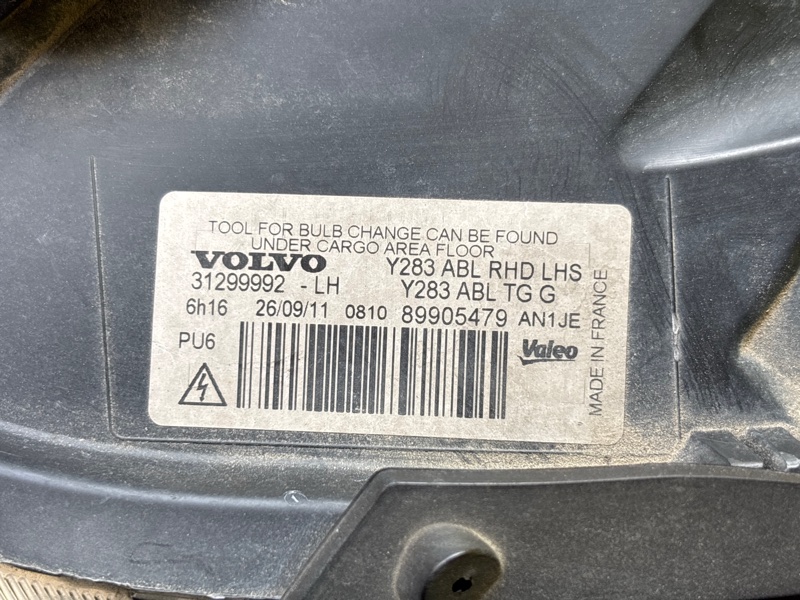 TOOL FOR BULB CHANGE CAN BE FOUND
UNDER CARGO AREA FLOOR
VOLVO Y283 ABL RHD LHS
31299992 - LH Y283 ABL TG G
6h16 26/09/11 0810 89905479 AN1JE
PU6
Valeo
MADE IN FRANCE